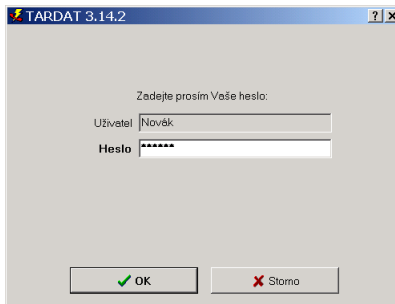 TARDAT 3.14.2
Zadejte prosím Vaše heslo:
Uživatel Novák
Heslo ******
OK Storno